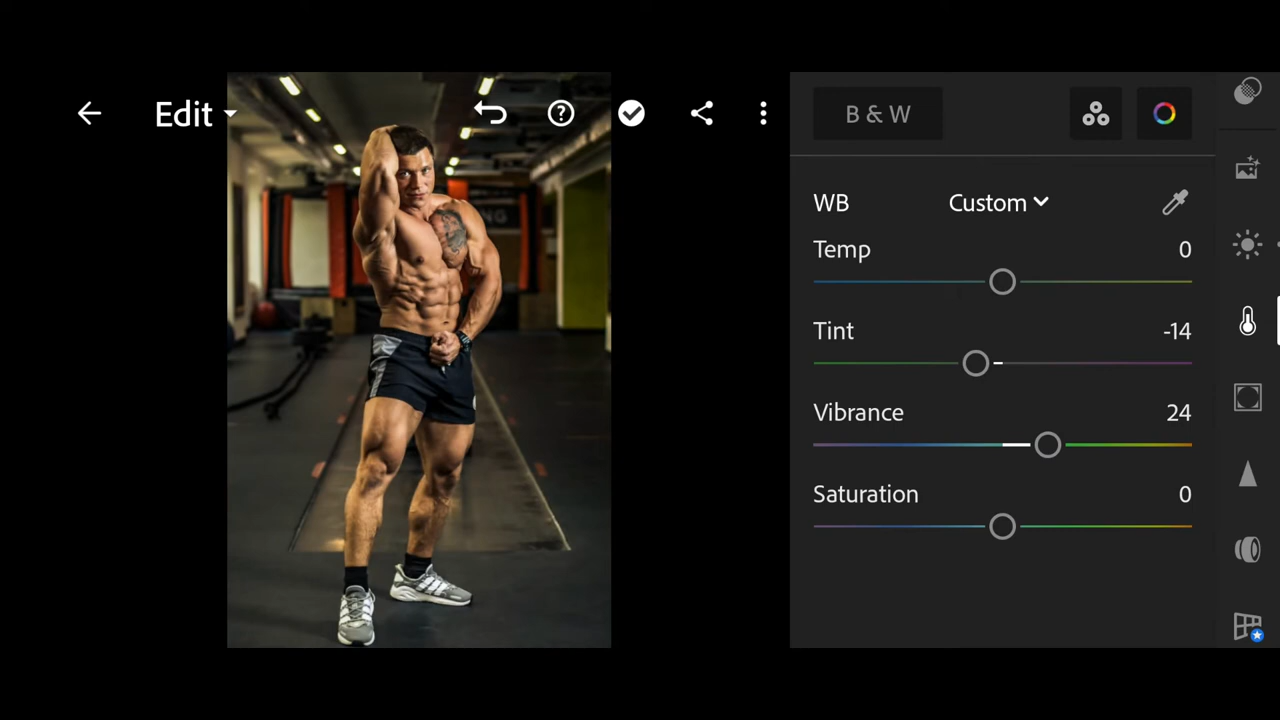 Edit
B & W
WB Custom
Temp 0
Tint -14
Vibrance 24
Saturation 0